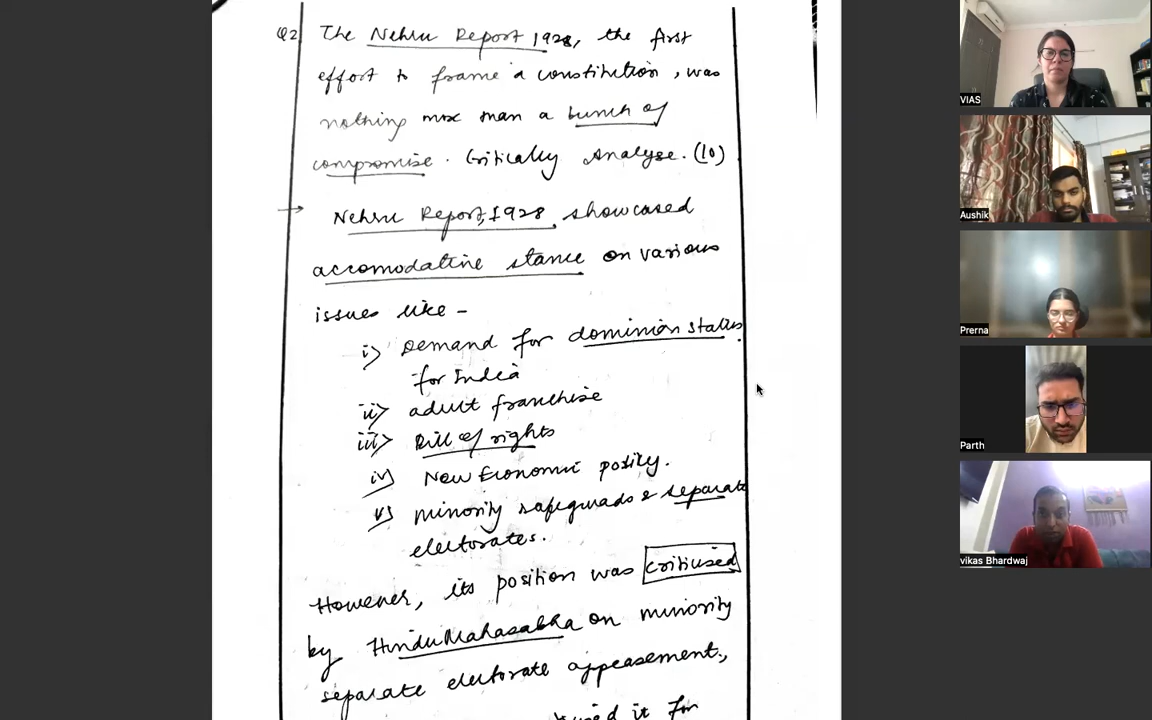 Q2 The Nehru Report 1928, the first
effort to frame a constitution, was
nothing more than a bunch of
compromise. Critically Analyse. (10)
→ Nehru Report, 1928, showcased
accomodative stance on various
issues like -
i) Demand for dominion status
for India
ii) adult franchise
iii) Bill of rights
iv) New Economic policy.
v) minority safeguards & separate
electorates.
However, its position was criticised
by Hindu Mahasabha on minority
separate electorate appeasement,
it for
VIAS
Aushik
Prerna
Parth
vikas Bhardwaj